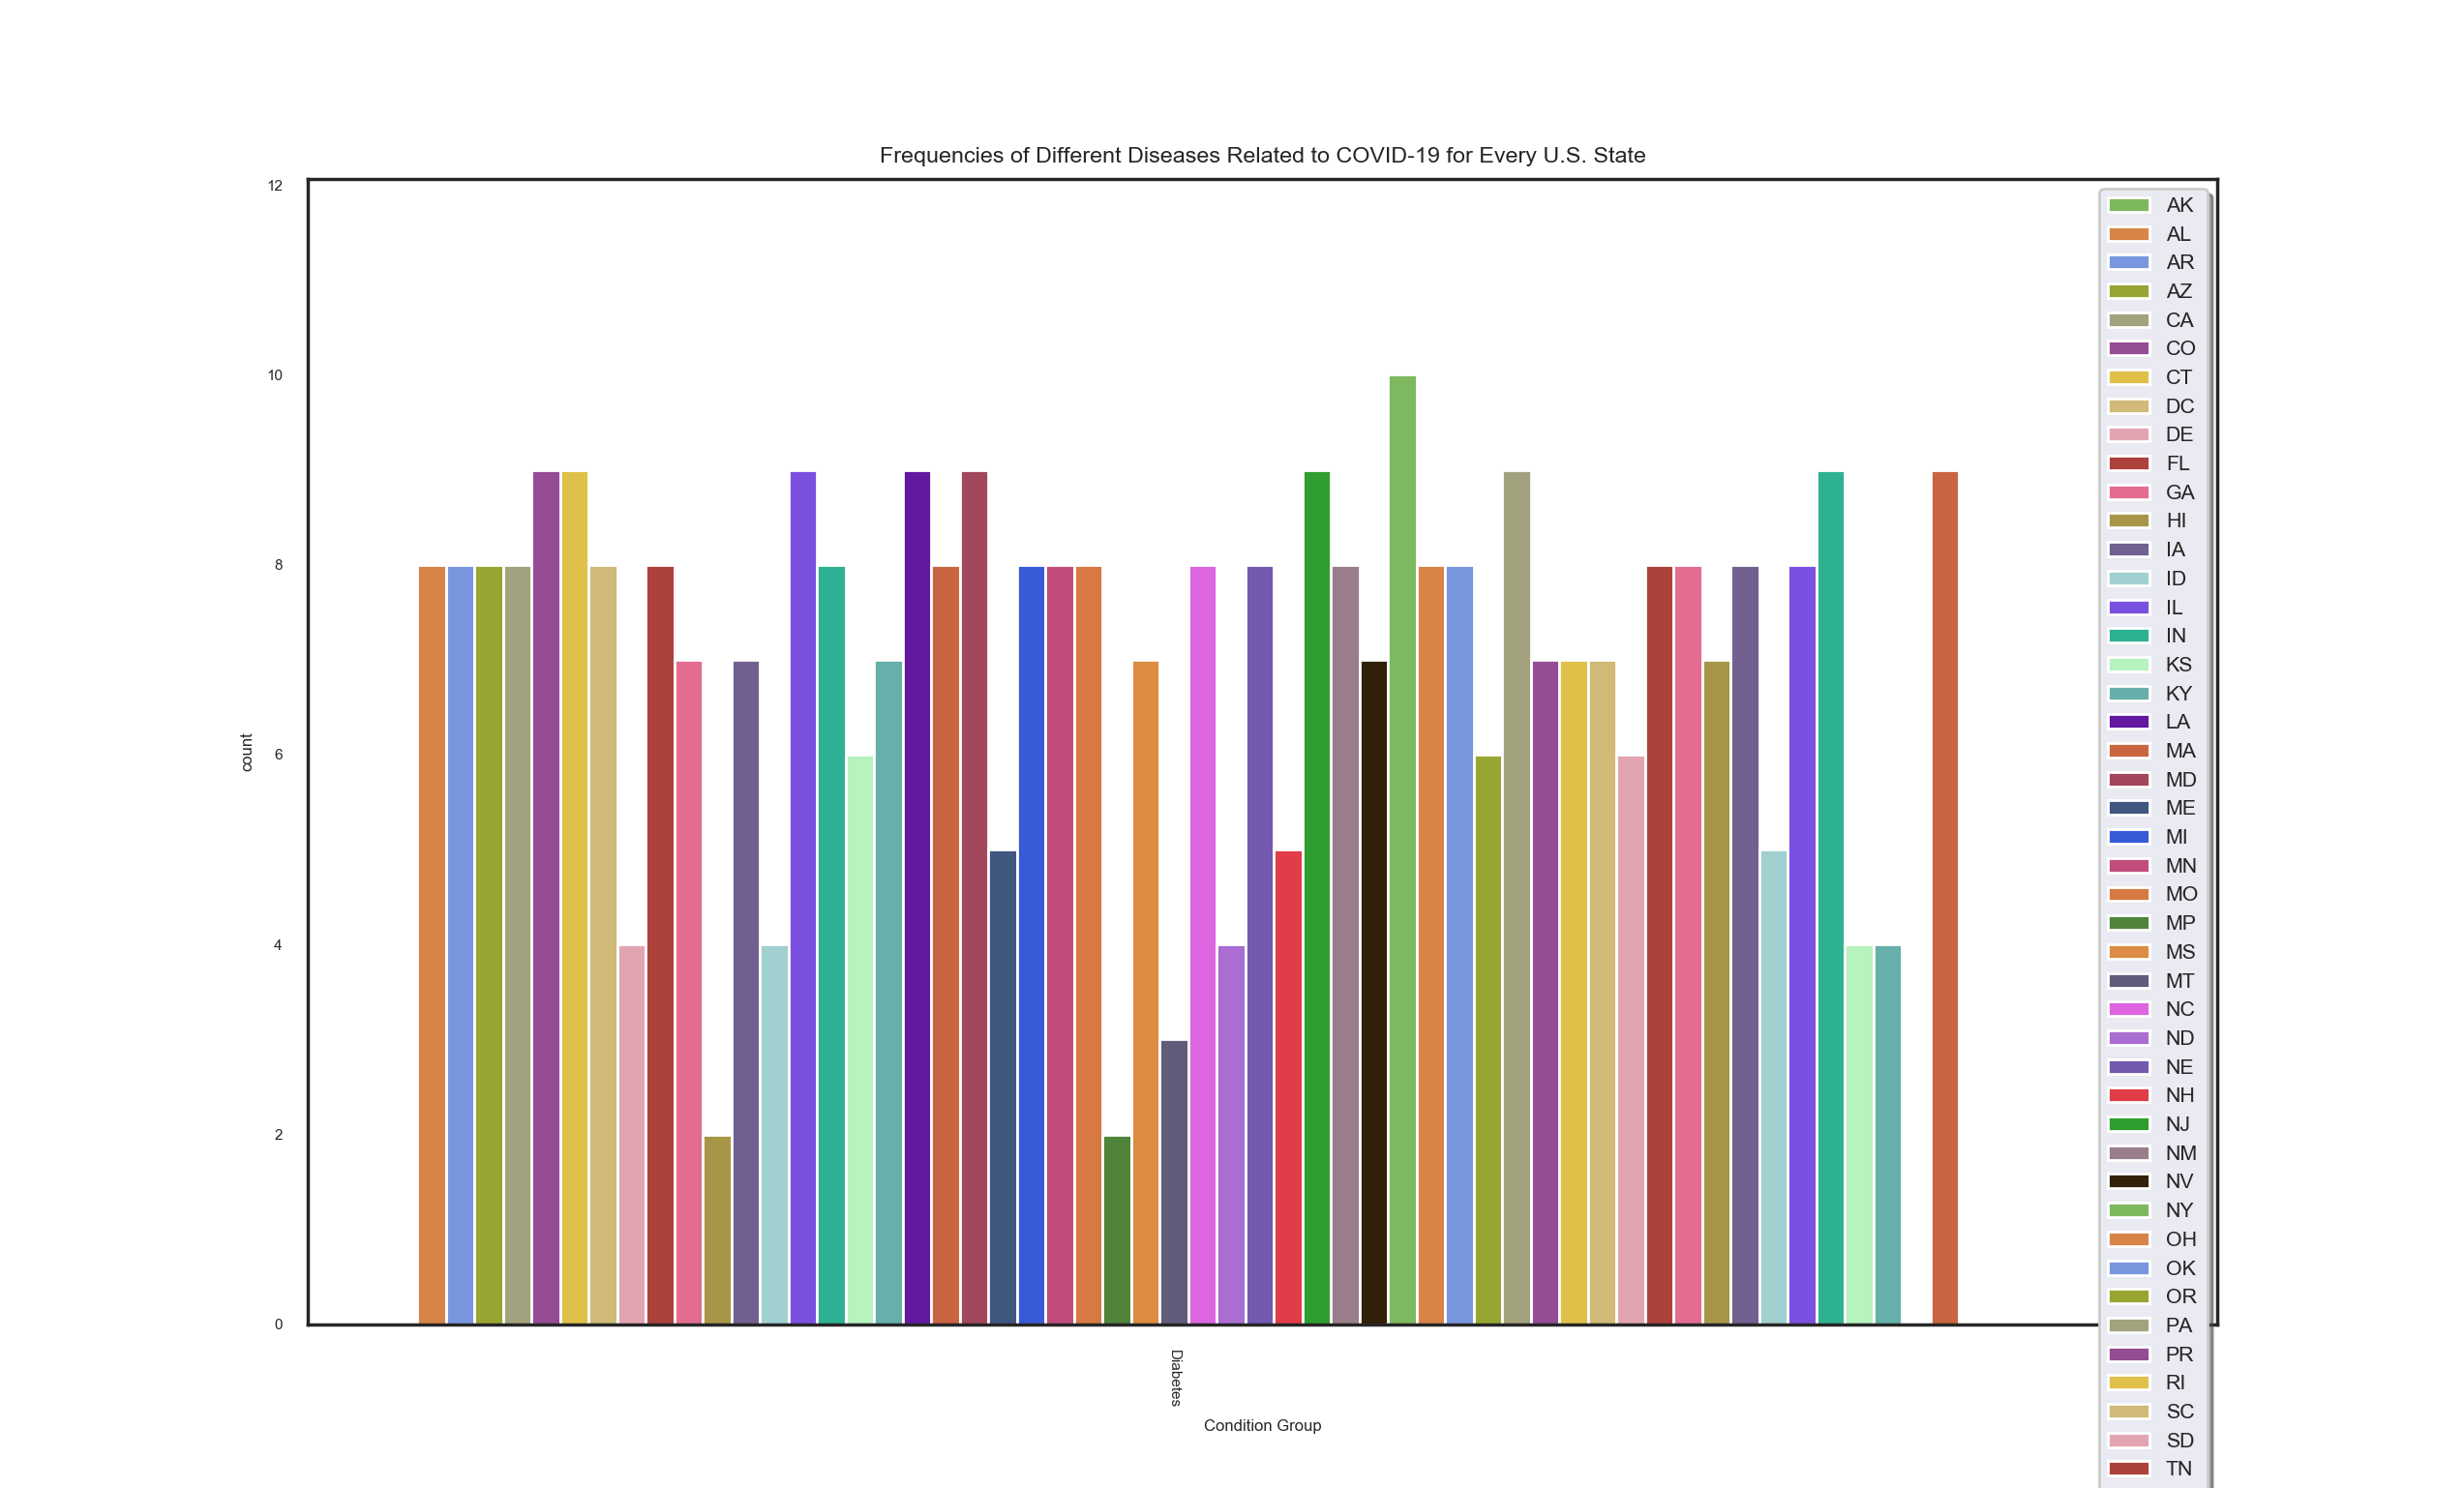 Frequencies of Different Diseases Related to COVID-19 for Every U.S. State
12
10
8
6
4
2
0
count
Diabetes
Condition Group
AK
AL
AR
AZ
CA
CO
CT
DC
DE
FL
GA
HI
IA
ID
IL
IN
KS
KY
LA
MA
MD
ME
MI
MN
MO
MP
MS
MT
NC
ND
NE
NH
NJ
NM
NV
NY
OH
OK
OR
PA
PR
RI
SC
SD
TN